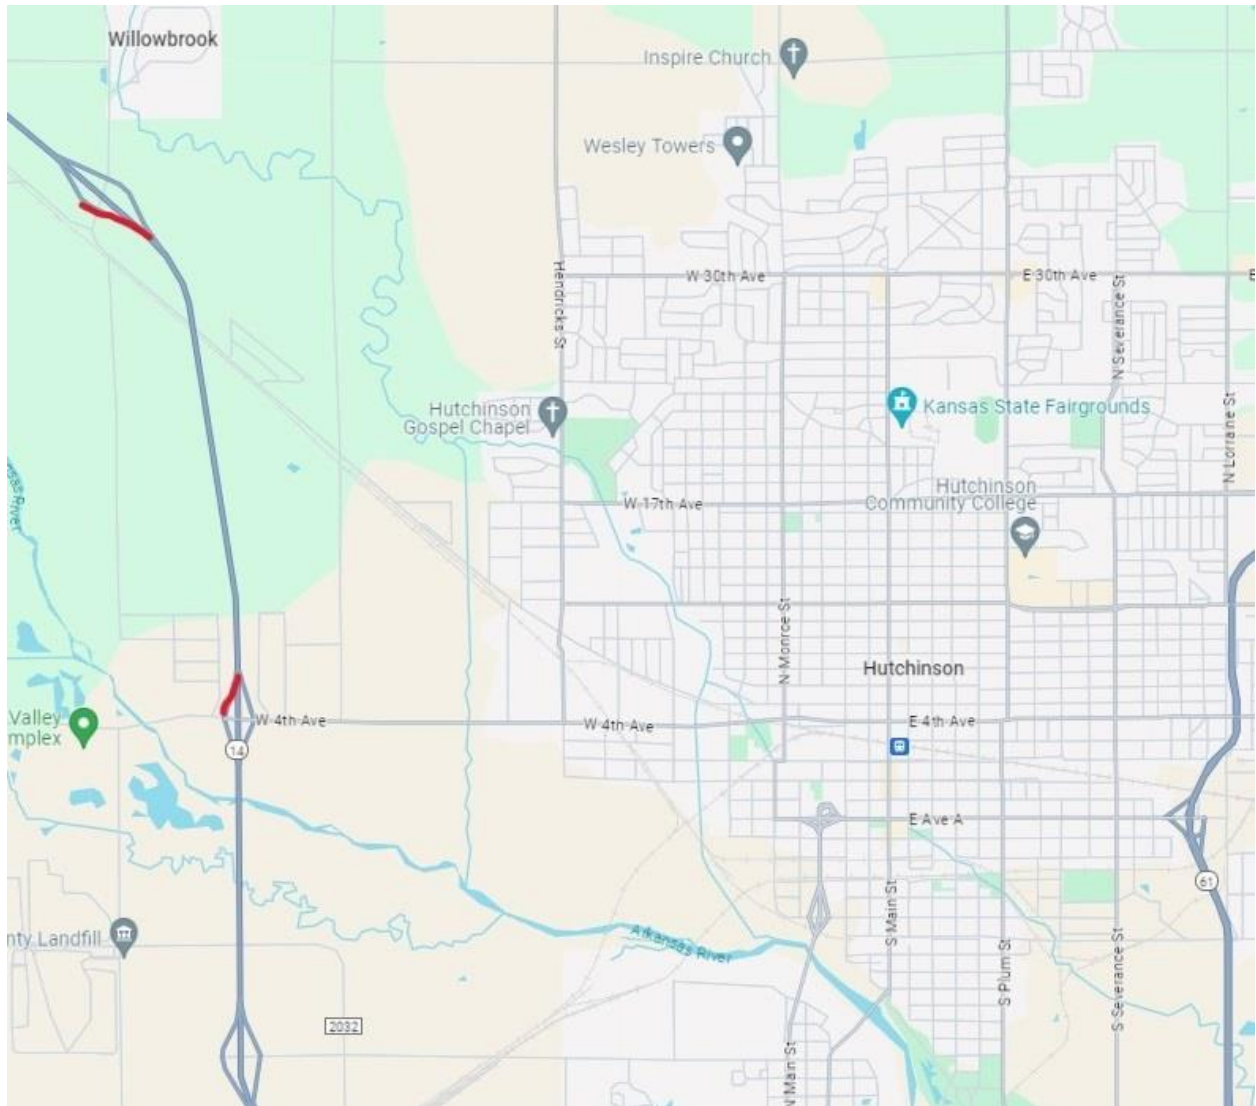 Willowbrook
Inspire Church
Wesley Towers
W 30th Ave
E 30th Ave
E
Hendricks St
N Severance St
Kansas State Fairgrounds
Hutchinson
Gospel Chapel
N Lorraine St
Hutchinson
Community College
W 17th Ave
nsas River
N Monroe St
Hutchinson
Valley
mplex
W 4th Ave
W 4th Ave
E 4th Ave
14
E Ave A
61
nty Landfill
Arkansas River
S Main St
S Plum St
S Severance St
2032
N Main St